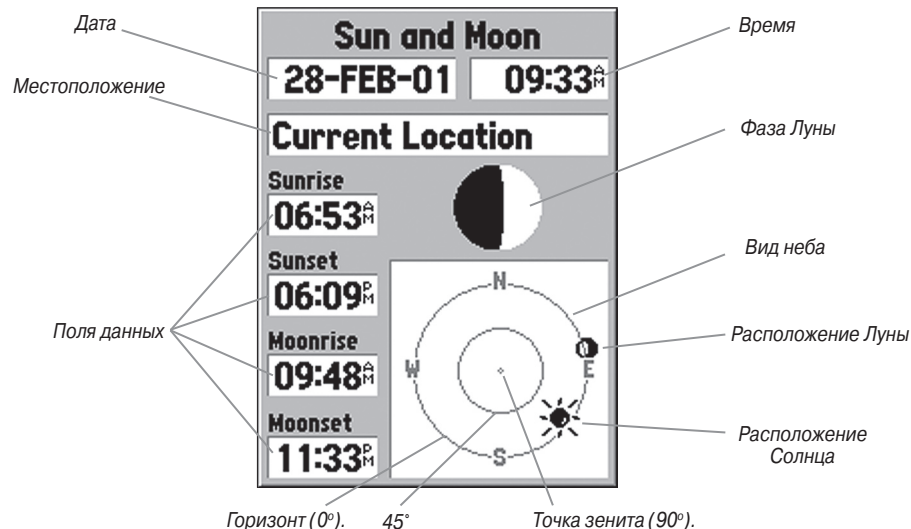 Дата
Sun and Moon
Время
28-FEB-01
09:33AM
Местоположение
Current Location
Фаза Луны
Sunrise
06:53AM
Вид неба
Sunset
06:09PM
N
Поля данных
Расположение Луны
Moonrise
09:48AM
W
E
Moonset
11:33PM
S
Расположение
Солнца
Горизонт (0°).
45°
Точка зенита (90°).